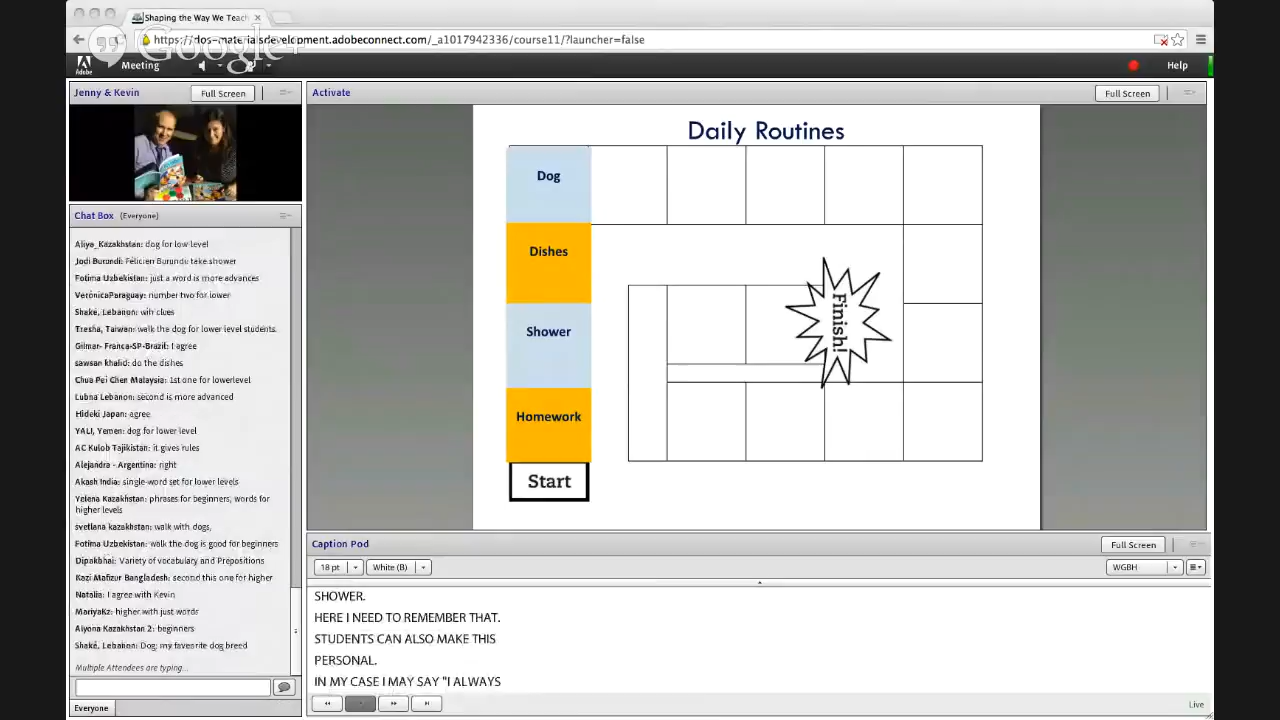 Shaping the Way We Teach
Google+
https://dos-materialsdevelopment.adobeconnect.com/_a1017942336/course11/?launcher=false
Adobe
Meeting
Help
Jenny & Kevin
Full Screen
Activate
Full Screen
Daily Routines
Dog
Dishes
Shower
Homework
Start
Finish!
Chat Box (Everyone)
Aliya_Kazakhstan: dog for low level
Jodi Burundi: Félicien Burundi: take shower
Fotima Uzbekistan: just a word is more advances
VerónicaParaguay: number two for lower
Shaké, Lebanon: wih clues
Tresha, Taiwan: walk the dog for lower level students.
Gilmar- Franca-SP-Brazil: I agree
sawsan khalid: do the dishes
Chua Pei Chen Malaysia: 1st one for lowerlevel
Lubna Lebanon: second is more advanced
Hideki Japan: agree
YALI, Yemen: dog for lower level
AC Kulob Tajikistan: it gives rules
Alejandra - Argentina: right
Akash India: single word set for lower levels
Yelena Kazakhstan: phrases for beginners, words for
higher levels
svetlana kazakhstan: walk with dogs,
Fotima Uzbekistan: walk the dog is good for beginners
Dipakbhai: Variety of vocabulary and Prepositions
Kazi Mafizur Bangladesh: second this one for higher
Natalia: I agree with Kevin
MariyaKz: higher with just words
Aiyona Kazakhstan 2: beginners
Shaké, Lebanon: Dog: my faveorite dog breed
Multiple Attendees are typing...
Everyone
Caption Pod
Full Screen
18 pt
White (B)
WGBH
SHOWER.
HERE I NEED TO REMEMBER THAT.
STUDENTS CAN ALSO MAKE THIS
PERSONAL.
IN MY CASE I MAY SAY "I ALWAYS
Live